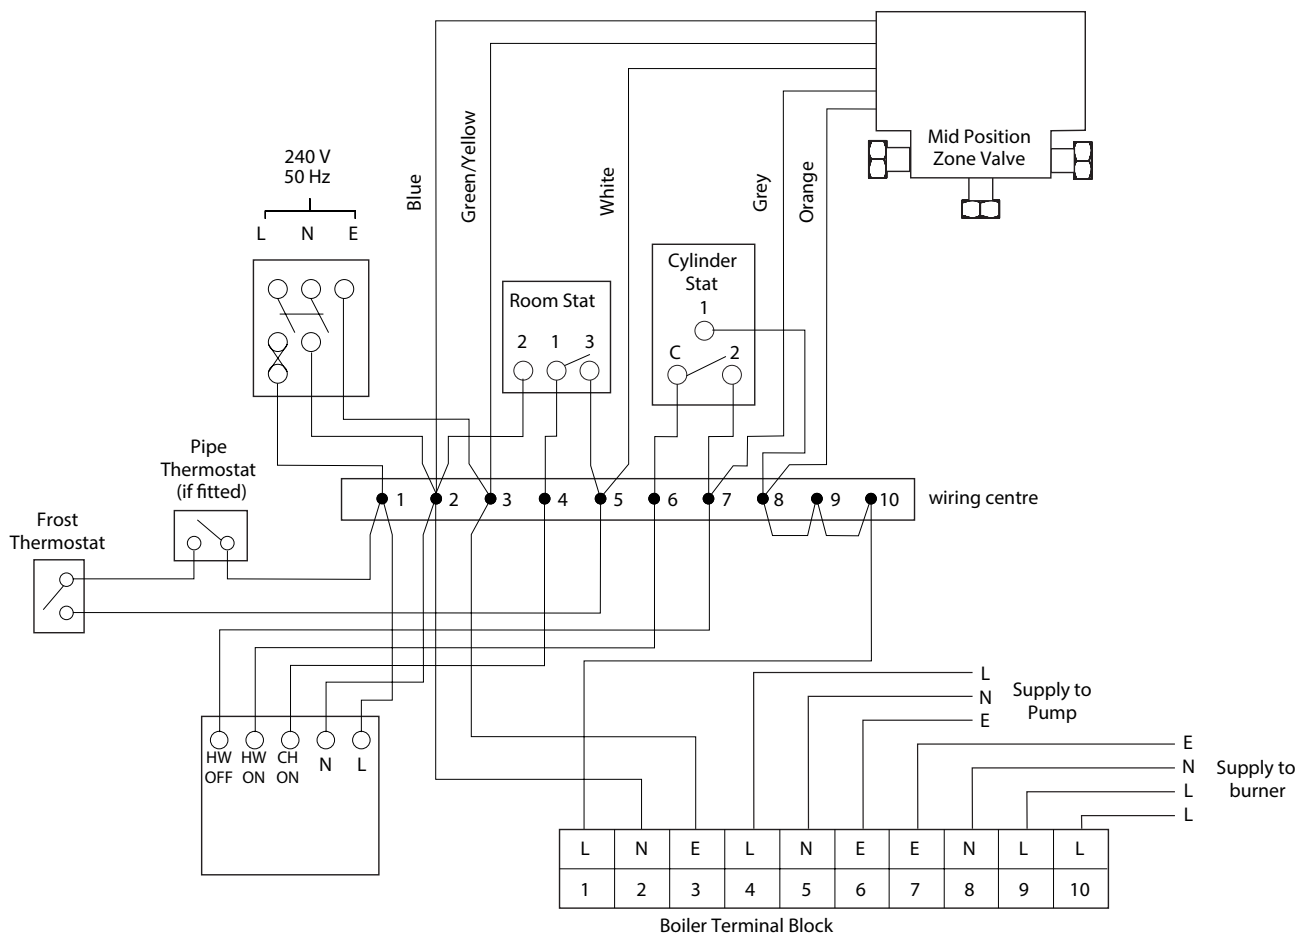 Mid Position
Zone Valve
240 V
50 Hz
L N E
Blue
Green/Yellow
White
Grey
Orange
Cylinder
Stat
1
C 2
Room Stat
2 1 3
Pipe
Thermostat
(if fitted)
Frost
Thermostat
1 2 3 4 5 6 7 8 9 10
wiring centre
L
N
E
Supply to
Pump
E
N
L
L
Supply to
burner
HW HW CH N L
OFF ON ON
L N E L N E E N L L
1 2 3 4 5 6 7 8 9 10
Boiler Terminal Block